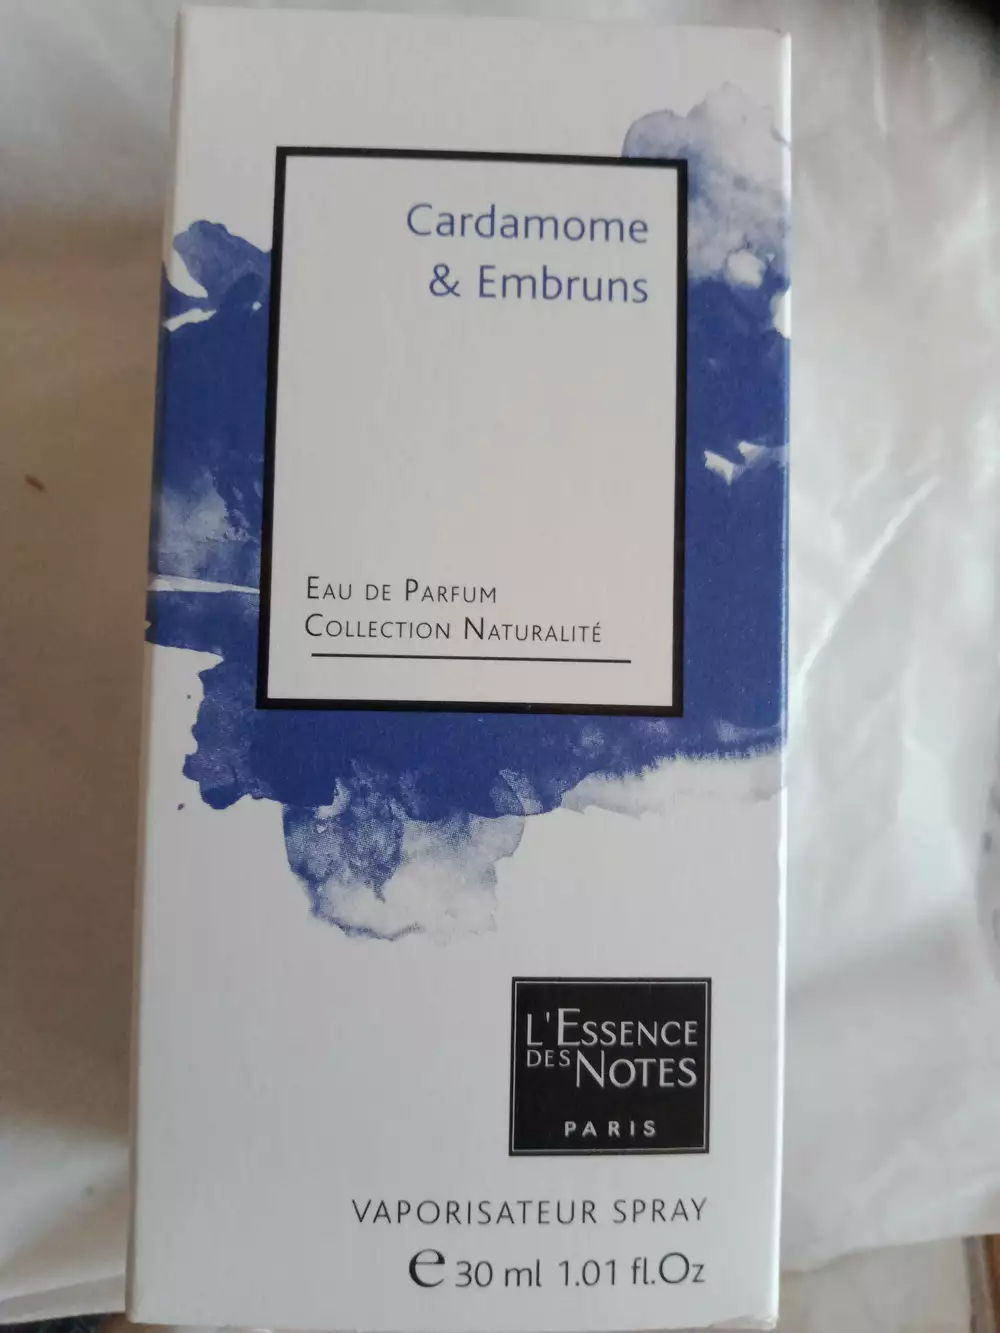 Cardamome
& Embruns
EAU DE PARFUM
COLLECTION NATURALITÉ
L'ESSENCE
DES NOTES
PARIS
VAPORISATEUR SPRAY
e 30 ml 1.01 fl.Oz